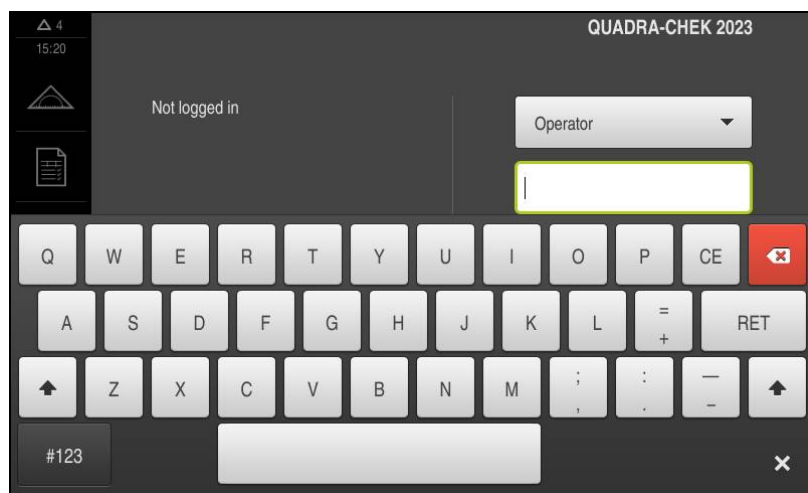 4
QUADRA-CHEK 2023
15:20
Not logged in
Operator
Q W E R T Y U I O P CE
A S D F G H J K L = + RET
Z X C V B N M ; , : . — –
#123